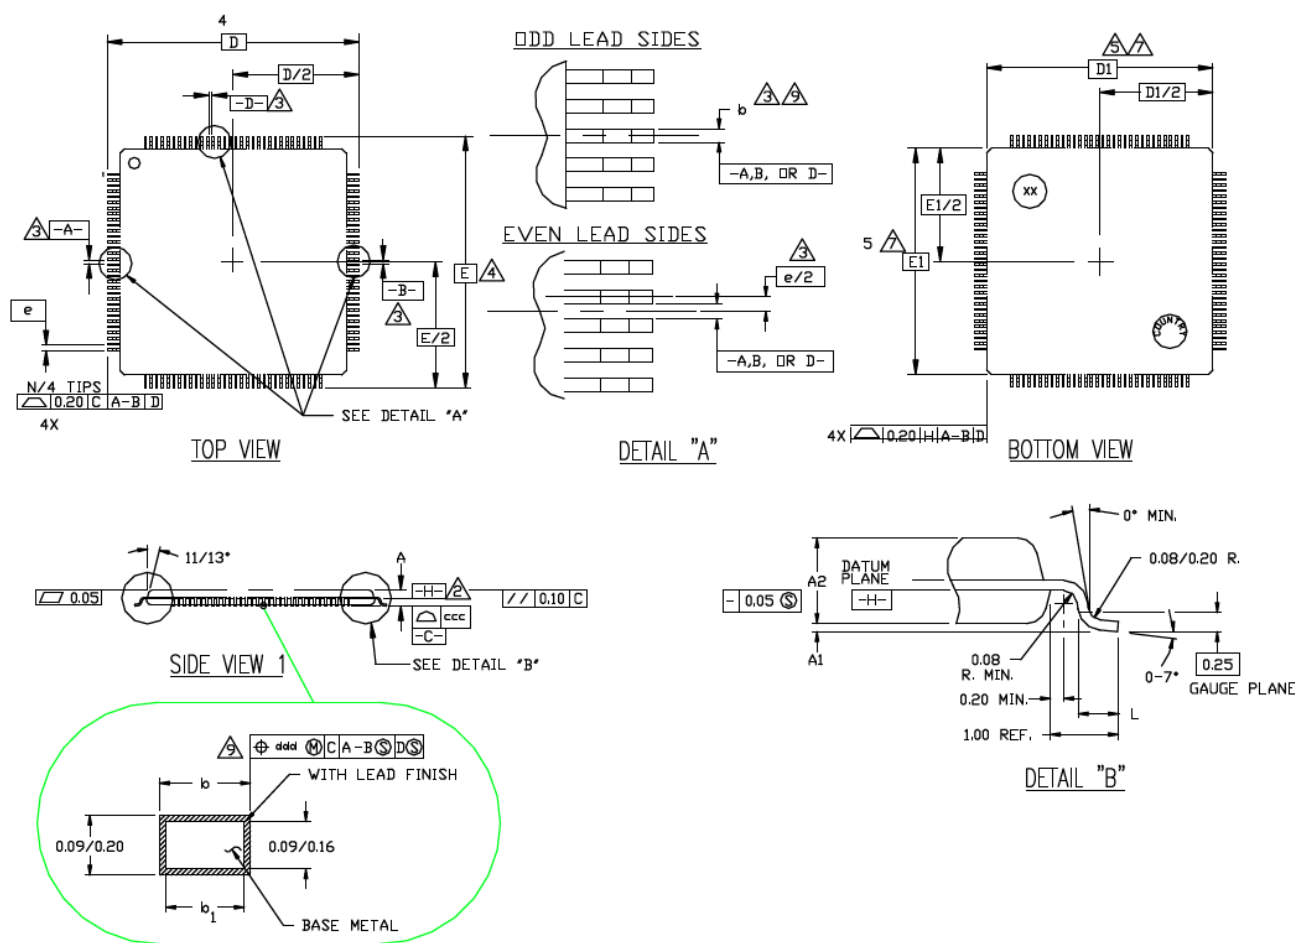 4
D
D/2
-D- 3
3 -A-
e
N/4 TIPS
0.20 C A-B D
4X
E 4
-B-
3
E/2
SEE DETAIL "A"
TOP VIEW
ODD LEAD SIDES
b 3 9
-A,B, OR D-
EVEN LEAD SIDES
3
e/2
-A,B, OR D-
DETAIL "A"
5 7
D1
D1/2
XX
E1/2
5 7
E1
COUNTRY
4X 0.20 H A-B D
BOTTOM VIEW
11/13°
A
0.05
-H- 2
// 0.10 C
ccc
-C-
SEE DETAIL "B"
SIDE VIEW 1
9 ddd M C A-B S D S
WITH LEAD FINISH
b
0.09/0.20
0.09/0.16
b1
BASE METAL
0° MIN.
0.08/0.20 R.
A2
DATUM
PLANE
-H-
- 0.05 S
A1
0.08
R. MIN.
0-7°
0.25
GAUGE PLANE
0.20 MIN.
L
1.00 REF.
DETAIL "B"